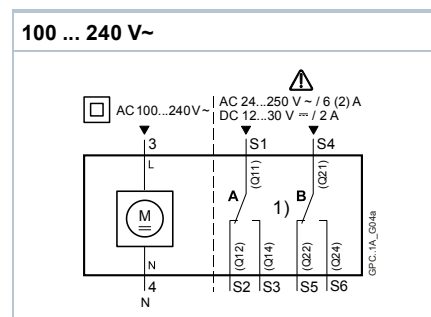 100 ... 240 V~
AC 100...240 V ~
AC 24...250 V ~ / 6 (2) A
DC 12...30 V ⎓ / 2 A
3 S1 S4
L (Q11) (Q21)
A B
1)
M
N (Q12) (Q14) (Q22) (Q24)
4 S2 S3 S5 S6
N
GPC..1A_G04a